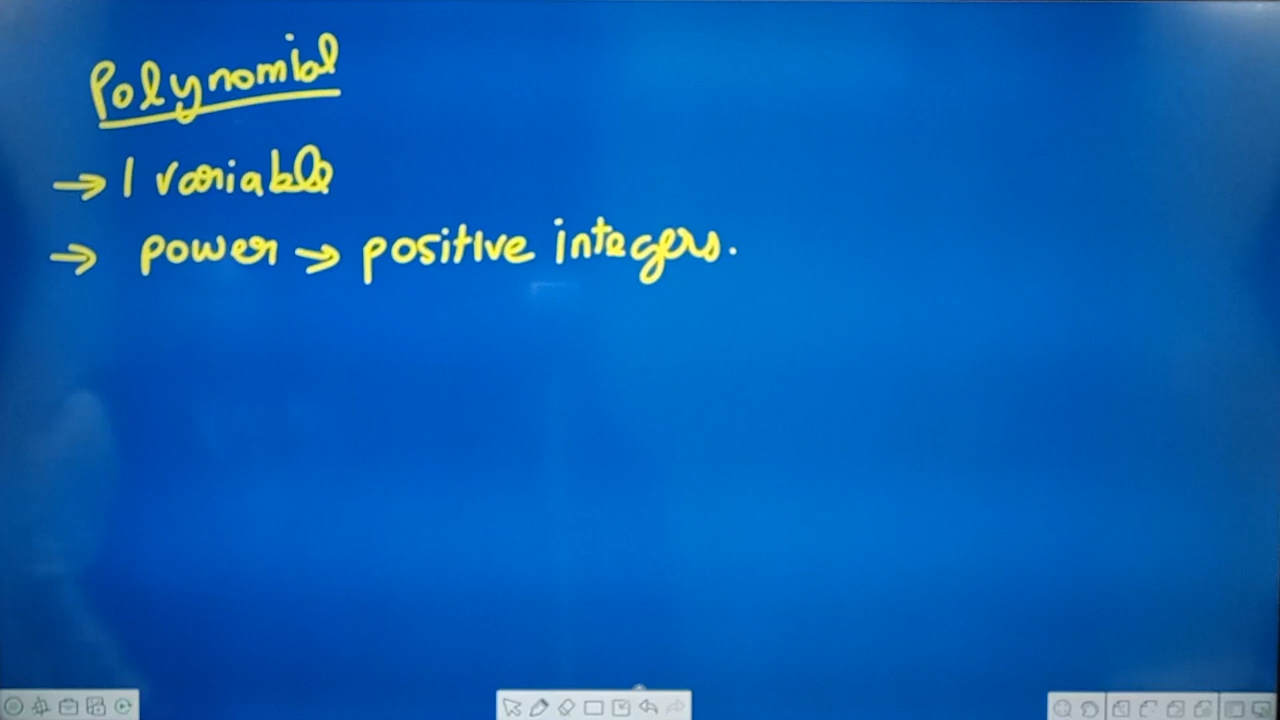 Polynomial
→ 1 variable
→ power → positive integers.